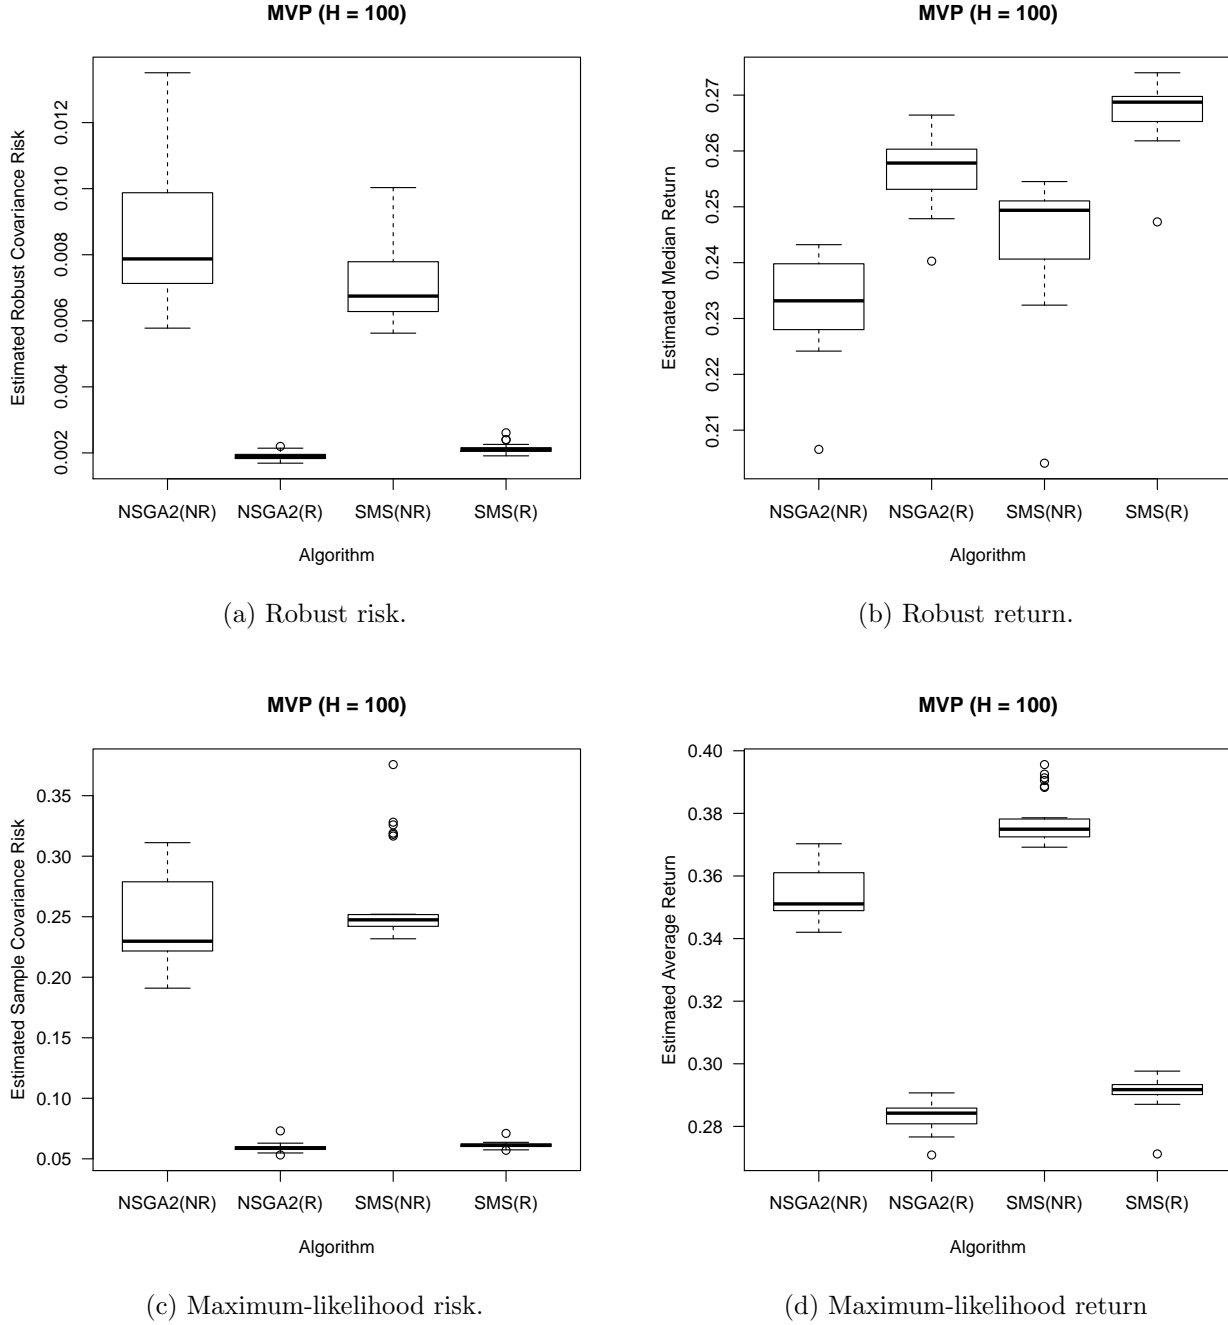 MVP (H = 100)
Estimated Robust Covariance Risk
0.012
0.010
0.008
0.006
0.004
0.002
NSGA2(NR) NSGA2(R) SMS(NR) SMS(R)
Algorithm
(a) Robust risk.
MVP (H = 100)
Estimated Median Return
0.27
0.26
0.25
0.24
0.23
0.22
0.21
NSGA2(NR) NSGA2(R) SMS(NR) SMS(R)
Algorithm
(b) Robust return.
MVP (H = 100)
Estimated Sample Covariance Risk
0.35
0.30
0.25
0.20
0.15
0.10
0.05
NSGA2(NR) NSGA2(R) SMS(NR) SMS(R)
Algorithm
(c) Maximum-likelihood risk.
MVP (H = 100)
Estimated Average Return
0.40
0.38
0.36
0.34
0.32
0.30
0.28
NSGA2(NR) NSGA2(R) SMS(NR) SMS(R)
Algorithm
(d) Maximum-likelihood return